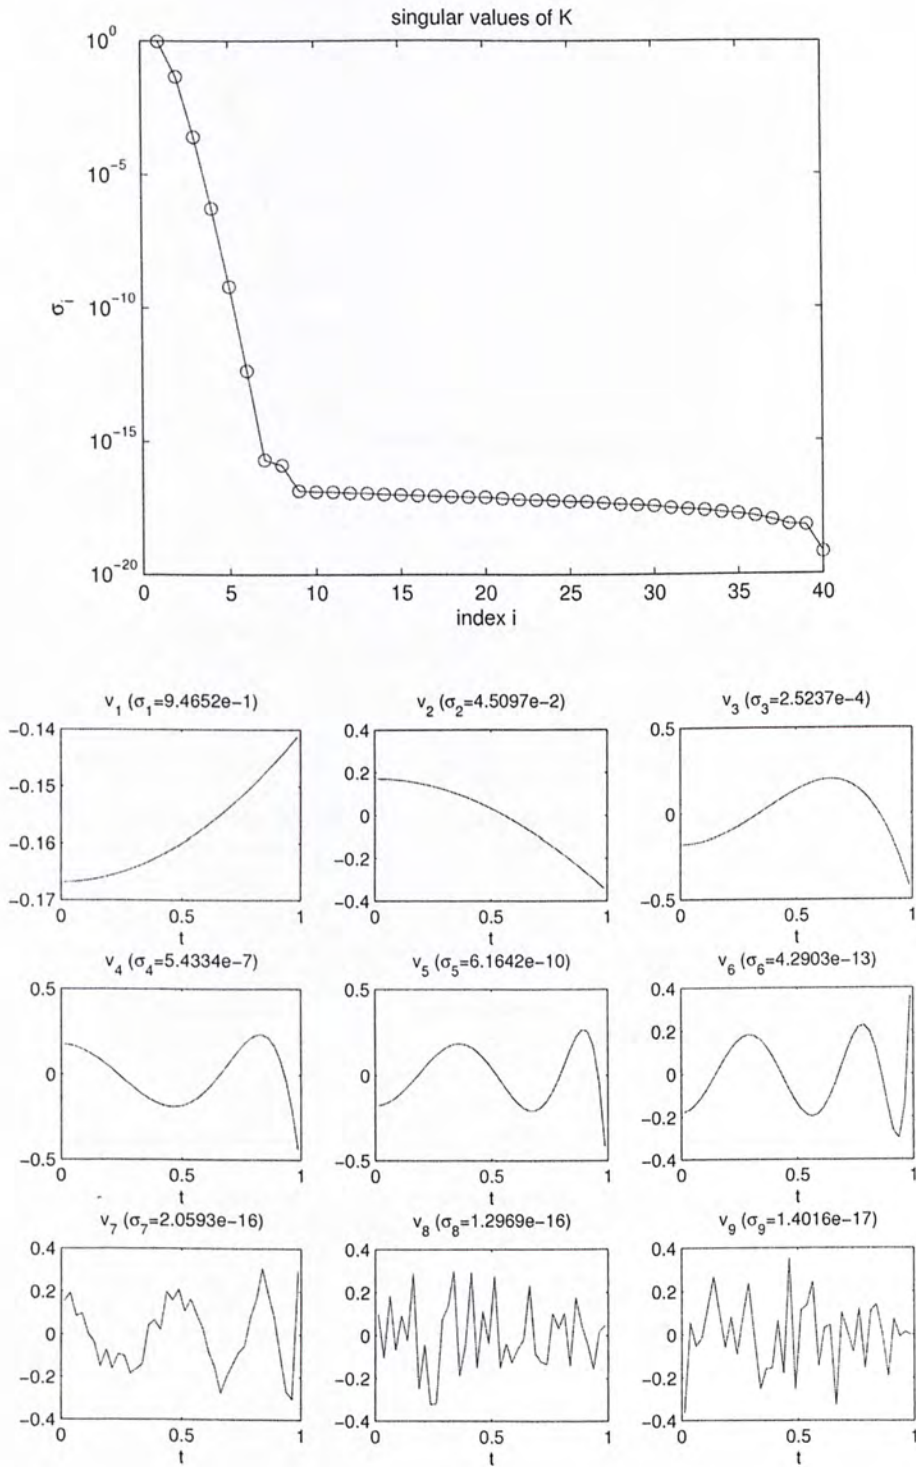 singular values of K
10^0
10^-5
10^-10
10^-15
10^-20
σ_i
0 5 10 15 20 25 30 35 40
index i
v_1 (σ_1=9.4652e-1)
v_2 (σ_2=4.5097e-2)
v_3 (σ_3=2.5237e-4)
−0.14
−0.15
−0.16
−0.17
0 0.5 1
t
0.4
0.2
0
−0.2
−0.4
0 0.5 1
t
0.5
0
−0.5
0 0.5 1
t
v_4 (σ_4=5.4334e-7)
v_5 (σ_5=6.1642e-10)
v_6 (σ_6=4.2903e-13)
0.5
0
−0.5
0 0.5 1
t
0.5
0
−0.5
0 0.5 1
t
0.4
0.2
0
−0.2
−0.4
0 0.5 1
t
v_7 (σ_7=2.0593e-16)
v_8 (σ_8=1.2969e-16)
v_9 (σ_9=1.4016e-17)
0.4
0.2
0
−0.2
−0.4
0 0.5 1
t
0.4
0.2
0
−0.2
−0.4
0 0.5 1
t
0.4
0.2
0
−0.2
−0.4
0 0.5 1
t